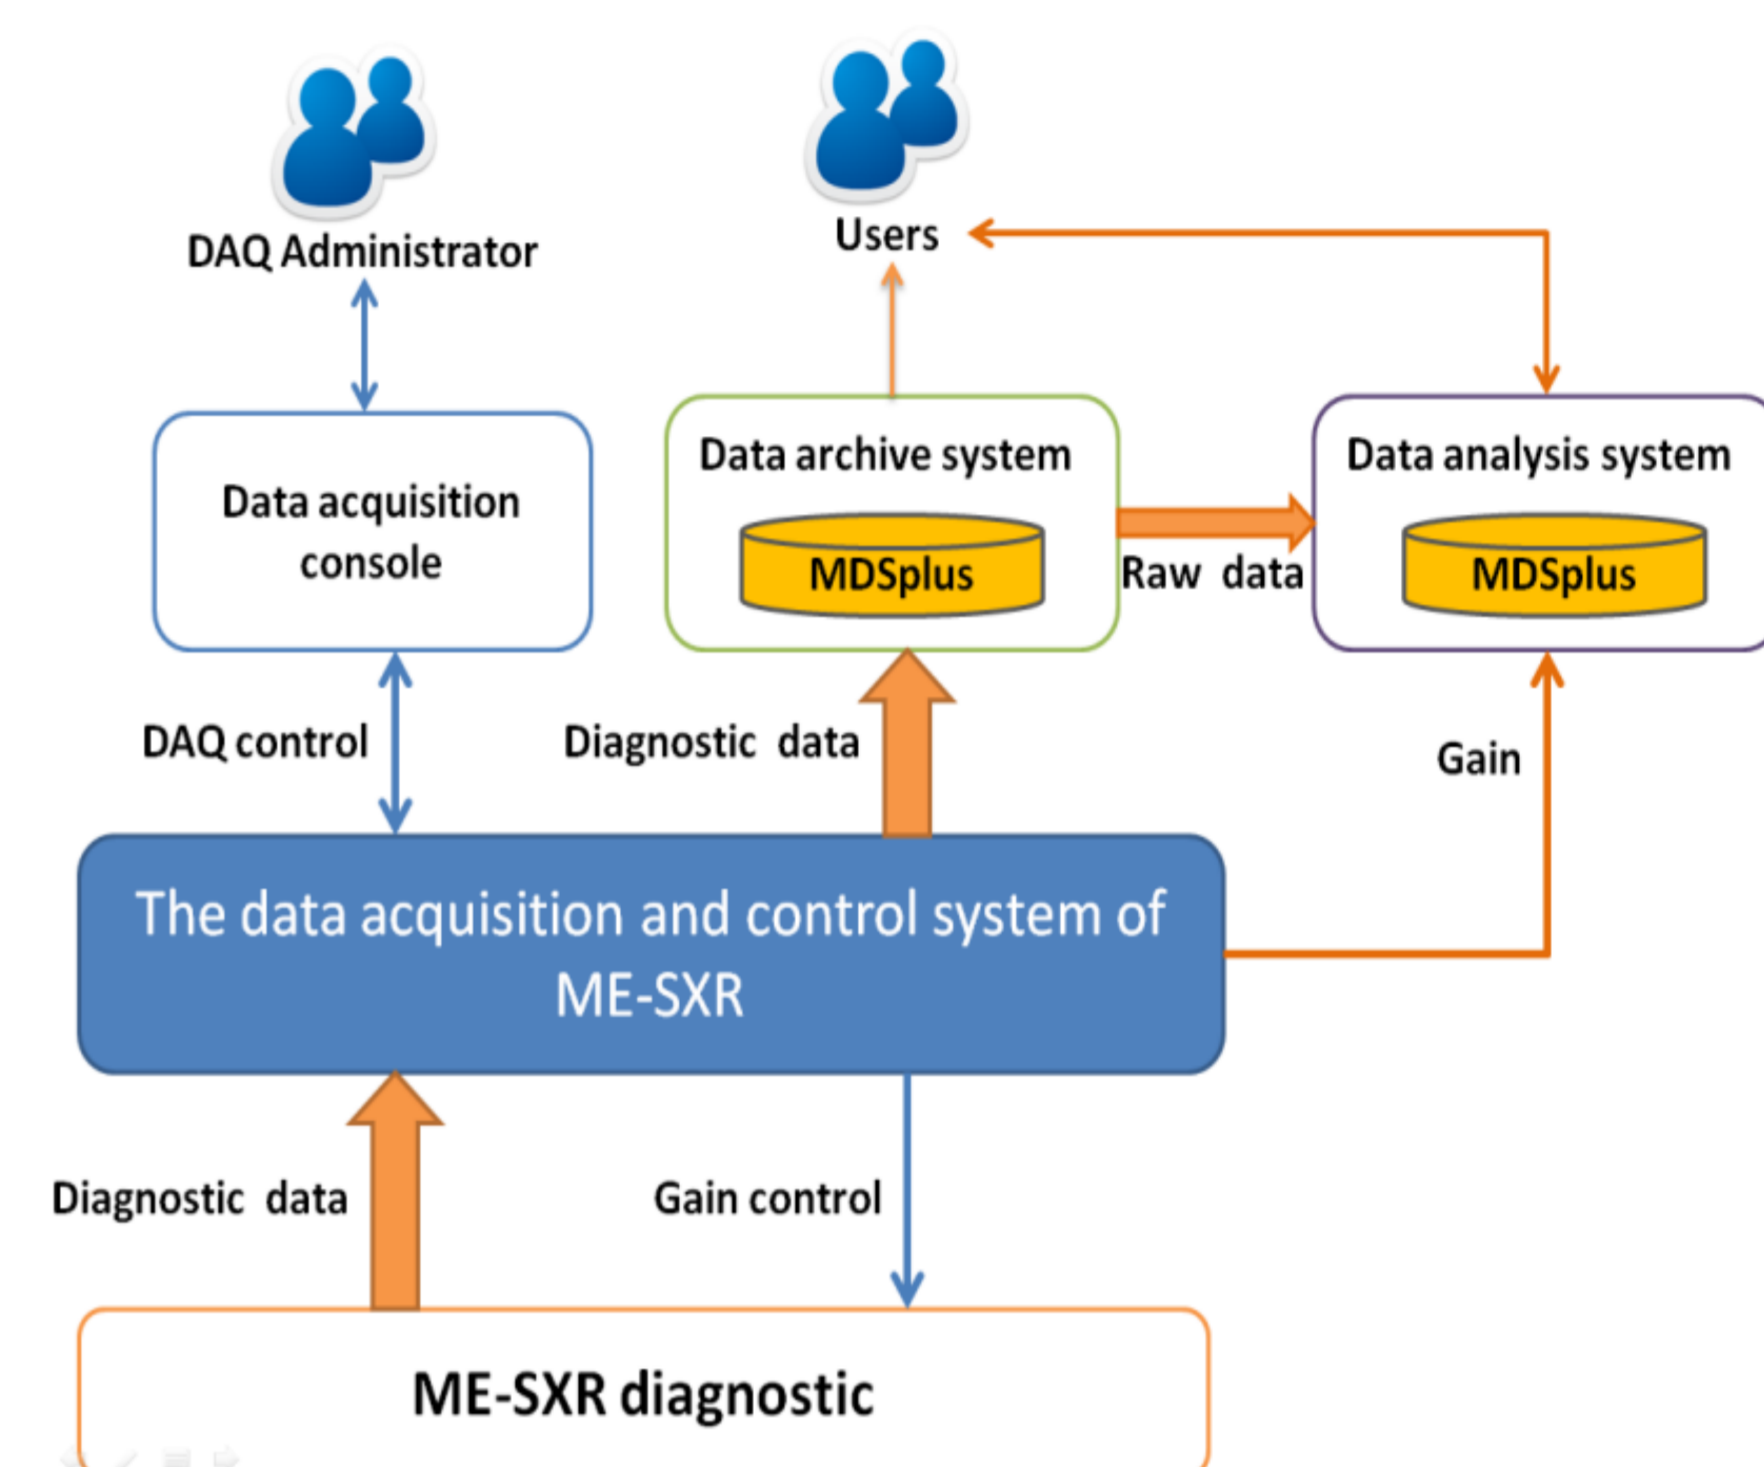 DAQ Administrator
Users
Data acquisition
console
Data archive system
MDSplus
Raw data
Data analysis system
MDSplus
DAQ control
Diagnostic data
Gain
The data acquisition and control system of
ME-SXR
Diagnostic data
Gain control
ME-SXR diagnostic